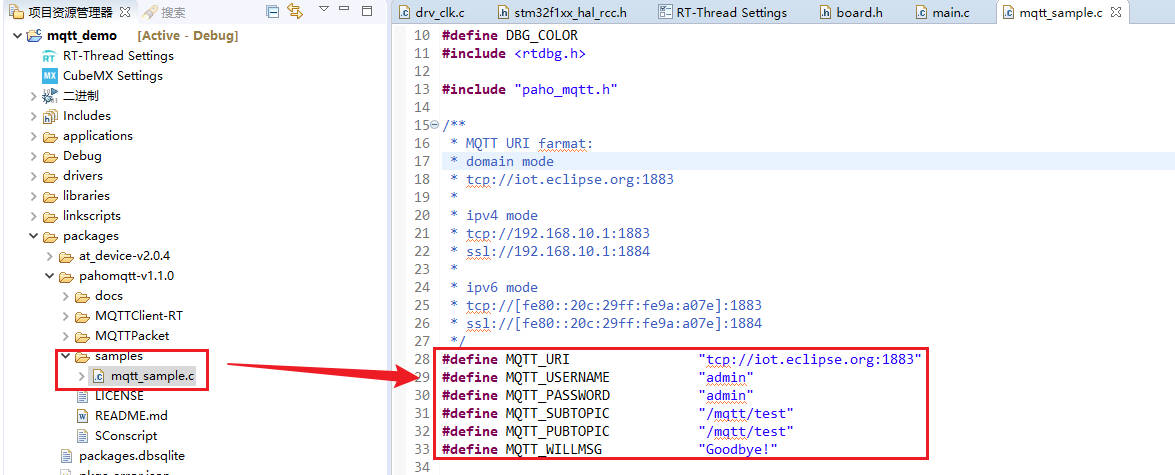 项目资源管理器
搜索
mqtt_demo [Active - Debug]
RT-Thread Settings
CubeMX Settings
二进制
Includes
applications
Debug
drivers
libraries
linkscripts
packages
at_device-v2.0.4
pahomqtt-v1.1.0
docs
MQTTClient-RT
MQTTPacket
samples
mqtt_sample.c
LICENSE
README.md
SConscript
packages.dbsqlite
drv_clk.c
stm32f1xx_hal_rcc.h
RT-Thread Settings
board.h
main.c
mqtt_sample.c
10 #define DBG_COLOR
11 #include <rtdbg.h>
12
13 #include "paho_mqtt.h"
14
15 /**
16 * MQTT URI farmat:
17 * domain mode
18 * tcp://iot.eclipse.org:1883
19 *
20 * ipv4 mode
21 * tcp://192.168.10.1:1883
22 * ssl://192.168.10.1:1884
23 *
24 * ipv6 mode
25 * tcp://[fe80::20c:29ff:fe9a:a07e]:1883
26 * ssl://[fe80::20c:29ff:fe9a:a07e]:1884
27 */
28 #define MQTT_URI "tcp://iot.eclipse.org:1883"
29 #define MQTT_USERNAME "admin"
30 #define MQTT_PASSWORD "admin"
31 #define MQTT_SUBTOPIC "/mqtt/test"
32 #define MQTT_PUBTOPIC "/mqtt/test"
33 #define MQTT_WILLMSG "Goodbye!"
34